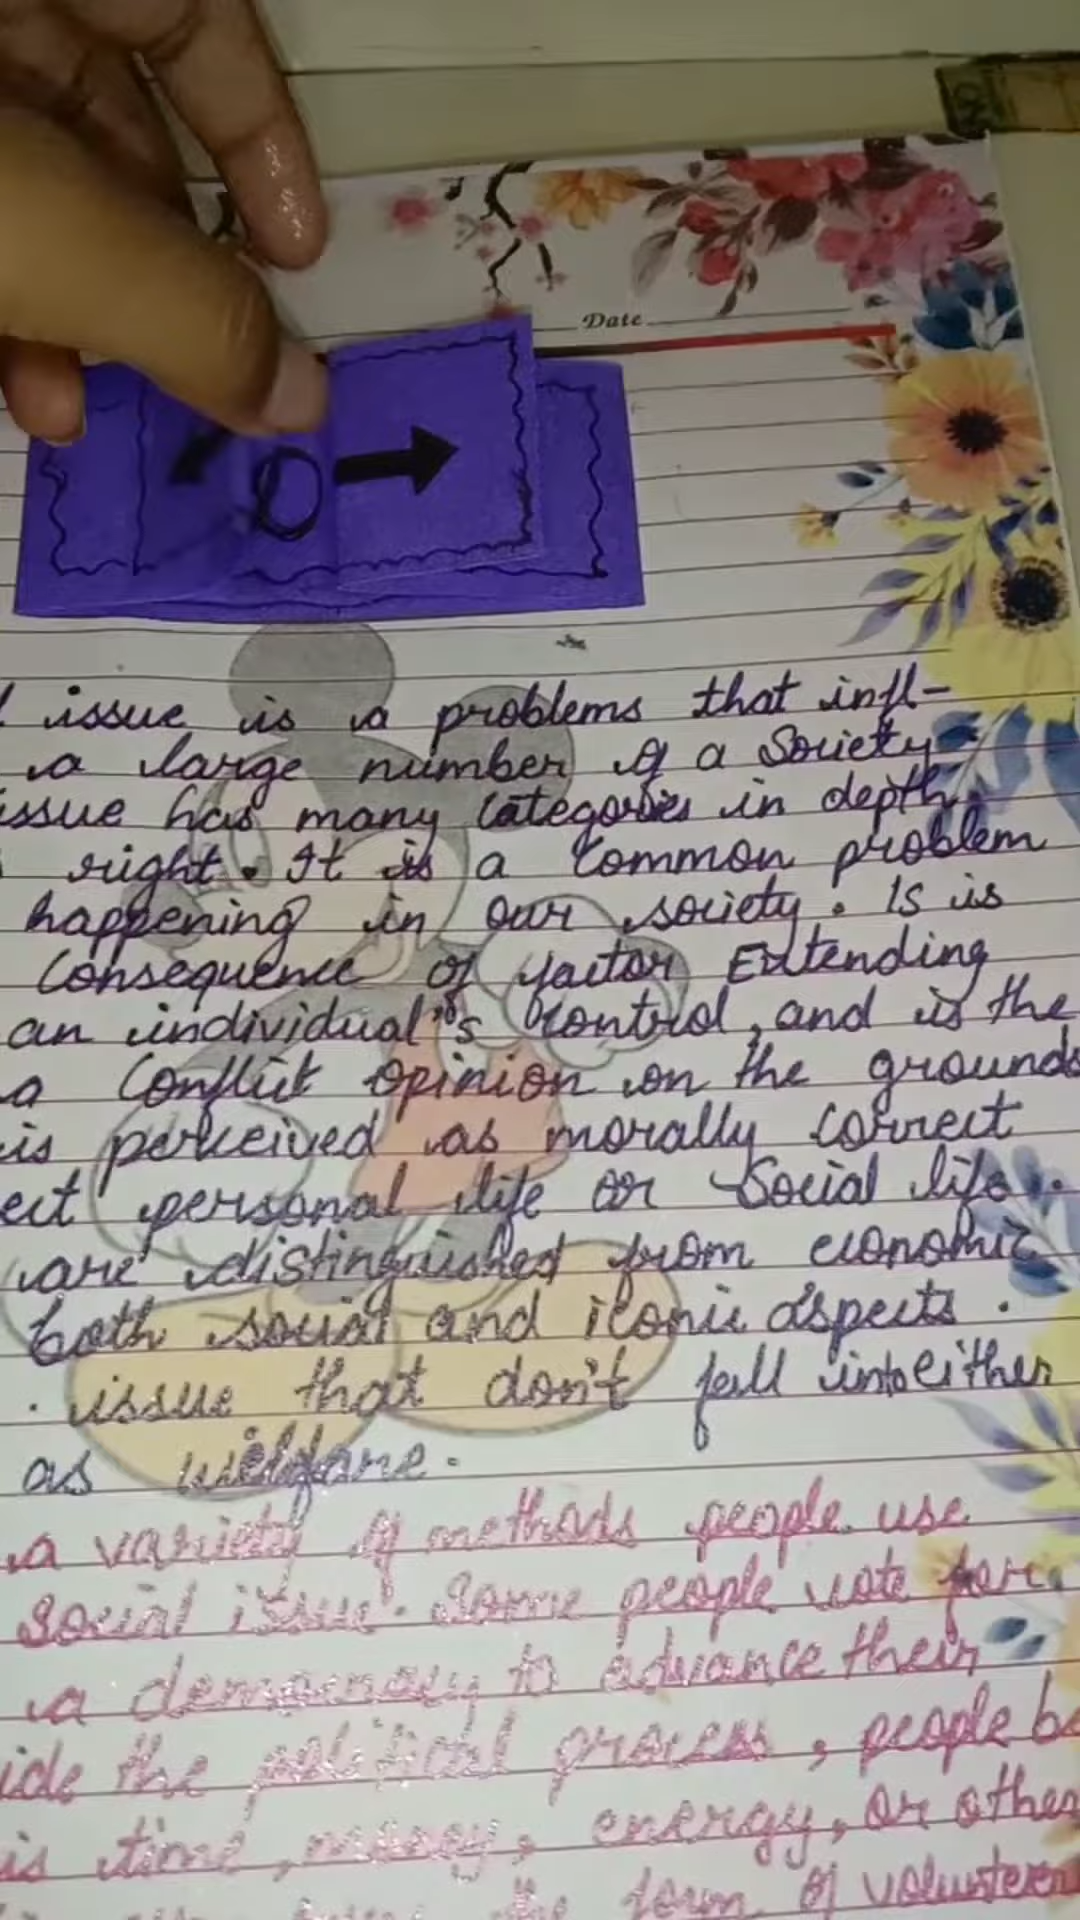 Date
issue is a problems that infl-
a large number of a Society
issue has many Categories in depth.
right. It is a Common problem
happening in our society. Is is
Consequence of factor Extending
an individual's Control, and is the
a Conflict opinion on the grounds
is perceived as morally Correct
ect personal life or Social life.
are distinguished from economic
both social and iconic aspects.
. issue that don't fall into either
as welfare.
a variety of methods people use
Social issue. Some people vote for
a democracy to advance their
ide the political process, people
is time, money, energy, or other
the form of volunteer